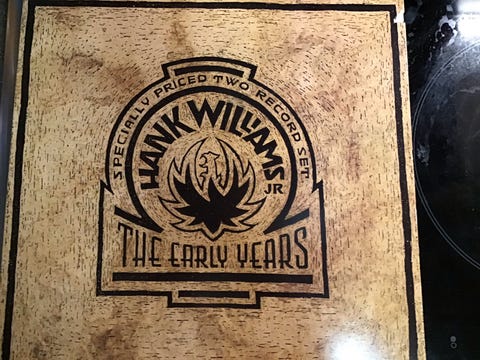 SPECIALLY PRICED TWO RECORD SET
HANK WILLIAMS JR
THE EARLY YEARS